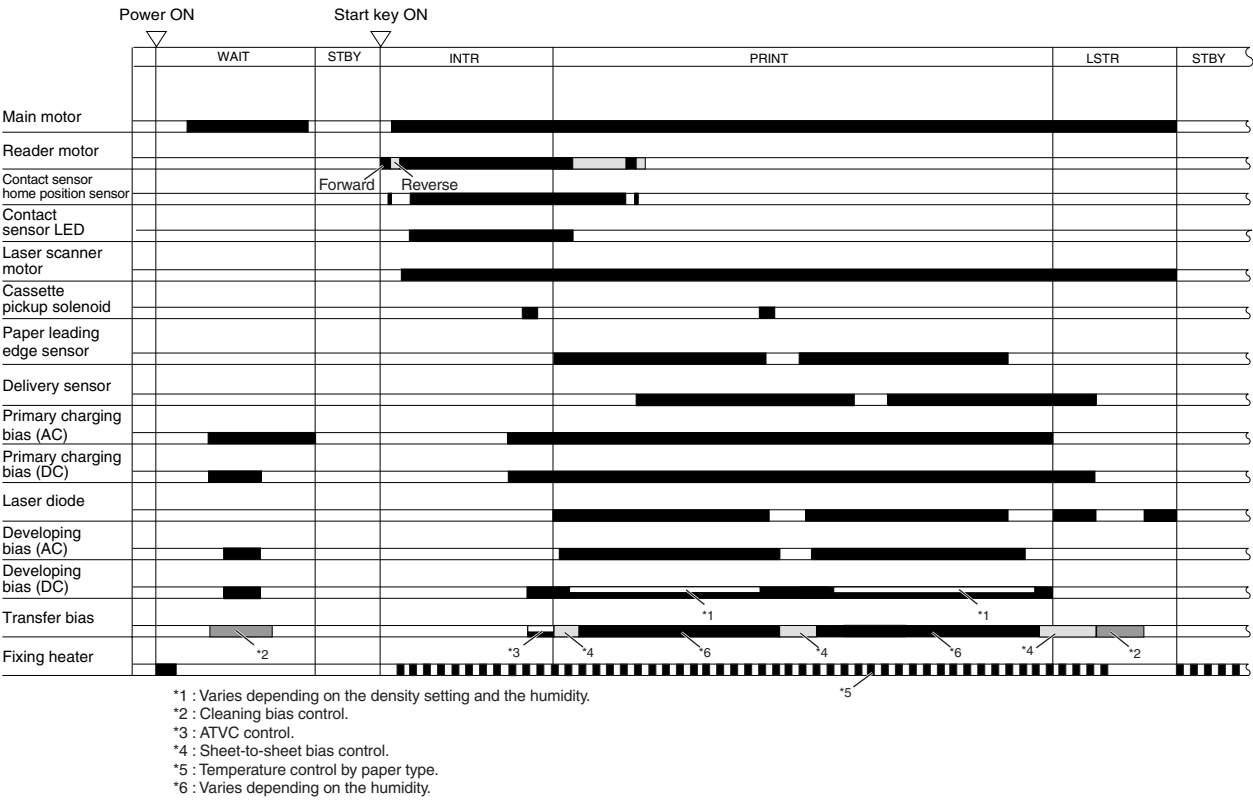 Power ON
Start key ON
WAIT
STBY
INTR
PRINT
LSTR
STBY
Main motor
Reader motor
Forward
Reverse
Contact sensor
home position sensor
Contact
sensor LED
Laser scanner
motor
Cassette
pickup solenoid
Paper leading
edge sensor
Delivery sensor
Primary charging
bias (AC)
Primary charging
bias (DC)
Laser diode
Developing
bias (AC)
Developing
bias (DC)
*1
*1
Transfer bias
*2
*3
*4
*6
*4
*6
*4
*2
Fixing heater
*5
*1 : Varies depending on the density setting and the humidity.
*2 : Cleaning bias control.
*3 : ATVC control.
*4 : Sheet-to-sheet bias control.
*5 : Temperature control by paper type.
*6 : Varies depending on the humidity.